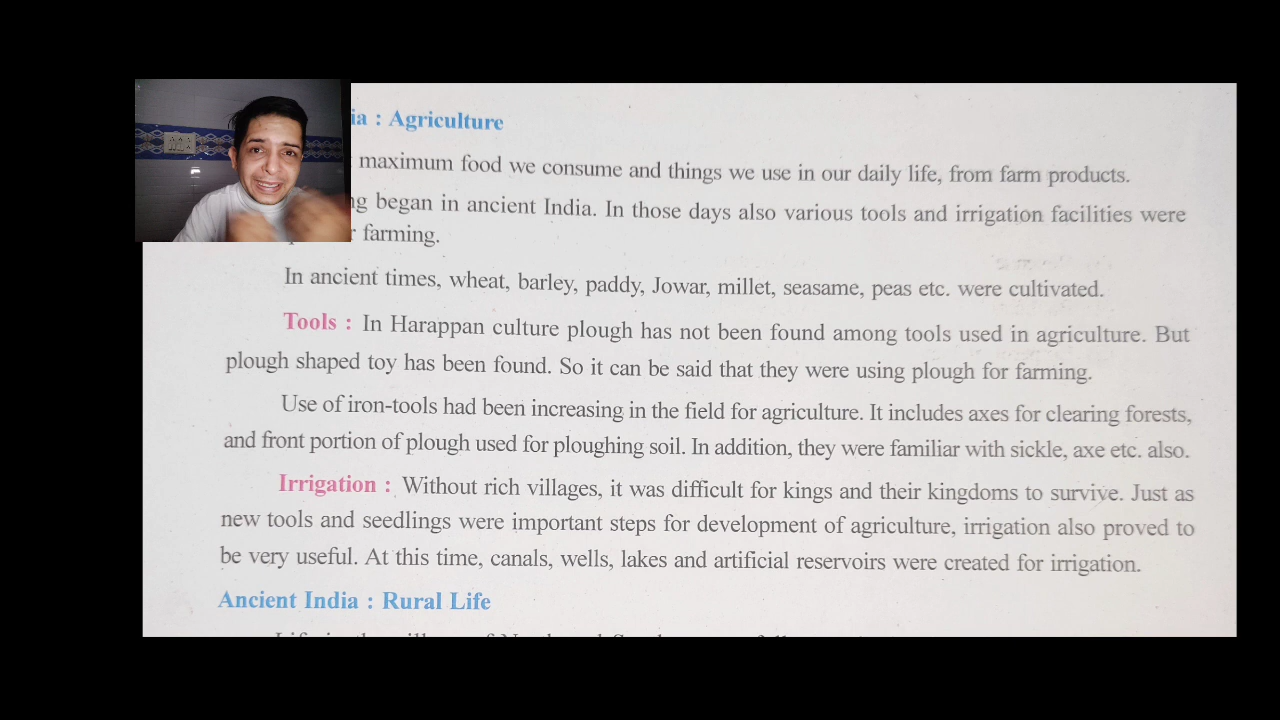 ia : Agriculture
maximum food we consume and things we use in our daily life, from farm products.
ng began in ancient India. In those days also various tools and irrigation facilities were
farming.
In ancient times, wheat, barley, paddy, Jowar, millet, seasame, peas etc. were cultivated.
Tools : In Harappan culture plough has not been found among tools used in agriculture. But
plough shaped toy has been found. So it can be said that they were using plough for farming.
Use of iron-tools had been increasing in the field for agriculture. It includes axes for clearing forests,
and front portion of plough used for ploughing soil. In addition, they were familiar with sickle, axe etc. also.
Irrigation : Without rich villages, it was difficult for kings and their kingdoms to survive. Just as
new tools and seedlings were important steps for development of agriculture, irrigation also proved to
be very useful. At this time, canals, wells, lakes and artificial reservoirs were created for irrigation.
Ancient India : Rural Life